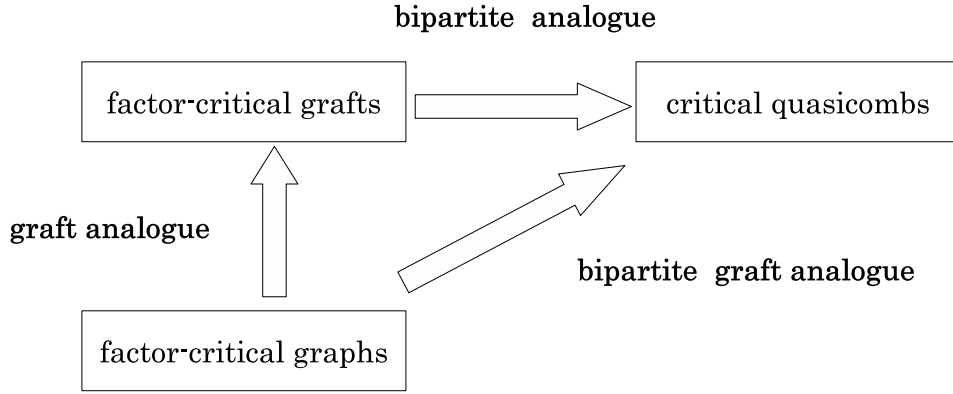 bipartite analogue
factor-critical grafts
critical quasicombs
graft analogue
bipartite graft analogue
factor-critical graphs